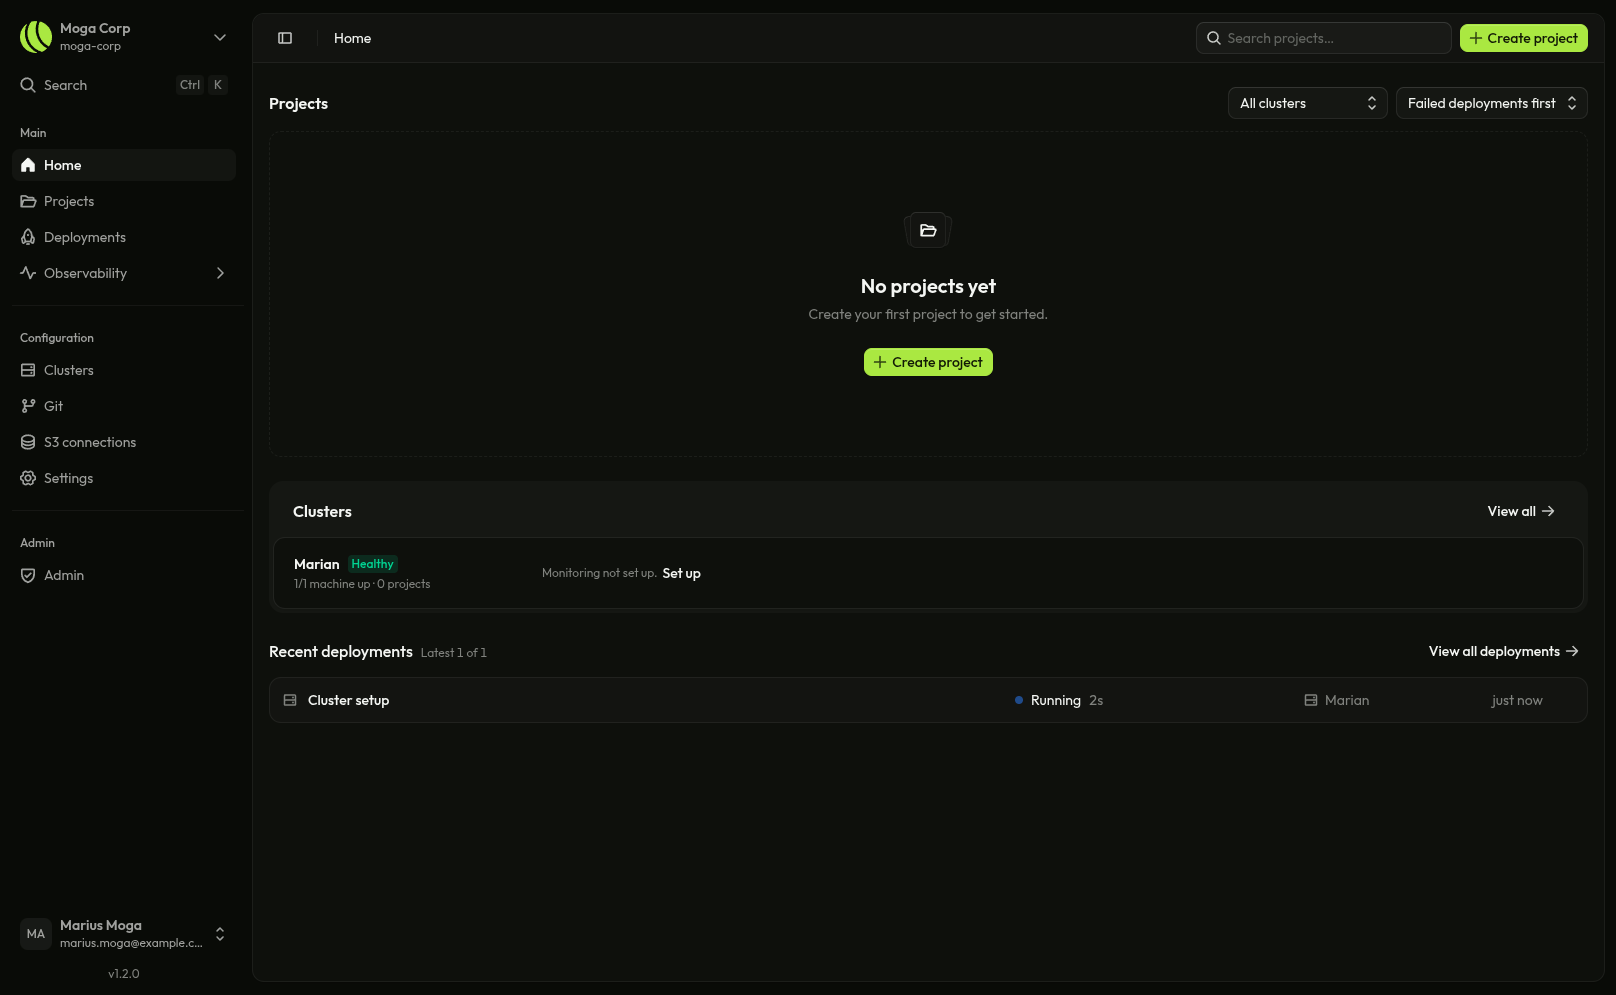 Moga Corp
moga-corp
Search
Ctrl K
Main
Home
Projects
Deployments
Observability
Configuration
Clusters
Git
S3 connections
Settings
Admin
Admin
MA
Marius Moga
marius.moga@example.c...
v1.2.0
Home
Search projects...
Create project
Projects
All clusters
Failed deployments first
No projects yet
Create your first project to get started.
Create project
Clusters
View all
Marian Healthy
1/1 machine up · 0 projects
Monitoring not set up. Set up
Recent deployments Latest 1 of 1
View all deployments
Cluster setup
Running 2s
Marian
just now